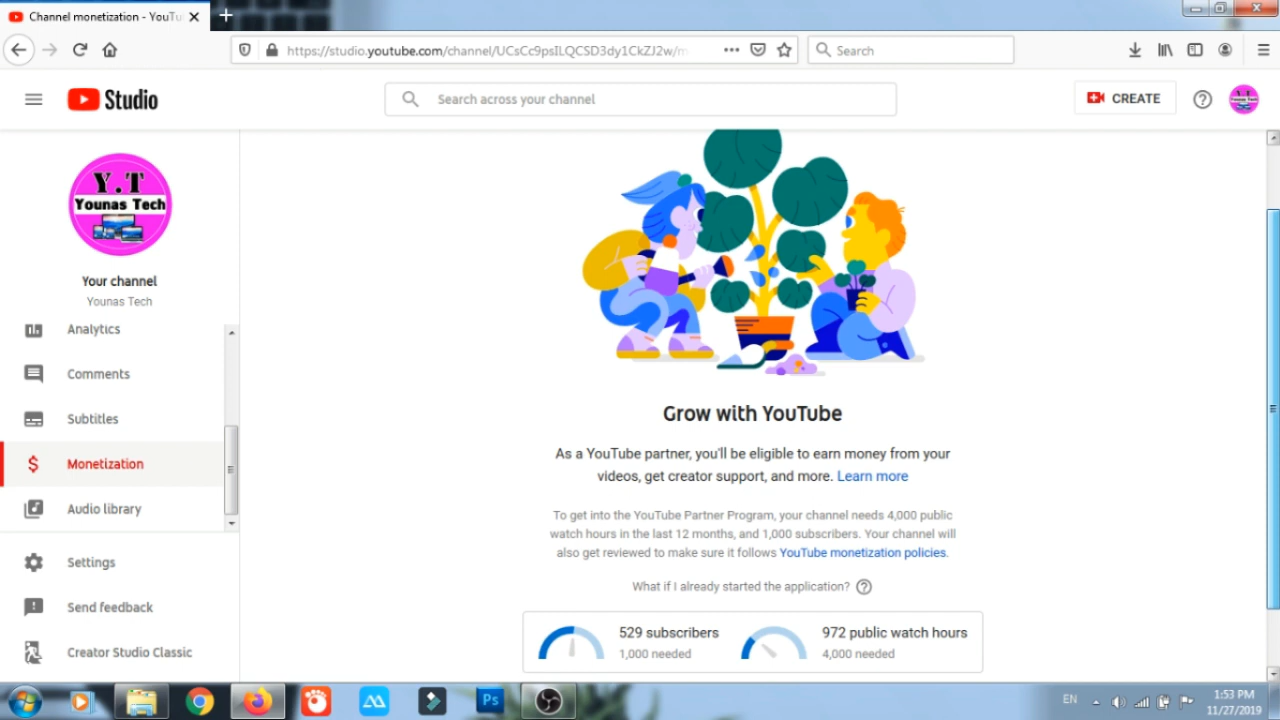 Channel monetization - YouTu
https://studio.youtube.com/channel/UCsCc9psILQCSD3dy1CkZJ2w/m
Search
Studio
Search across your channel
CREATE
Y.T
Younas Tech
Your channel
Younas Tech
Analytics
Comments
Subtitles
Monetization
Audio library
Settings
Send feedback
Creator Studio Classic
Grow with YouTube
As a YouTube partner, you'll be eligible to earn money from your
videos, get creator support, and more. Learn more
To get into the YouTube Partner Program, your channel needs 4,000 public
watch hours in the last 12 months, and 1,000 subscribers. Your channel will
also get reviewed to make sure it follows YouTube monetization policies.
What if I already started the application?
529 subscribers
1,000 needed
972 public watch hours
4,000 needed
Ps
EN
1:53 PM
11/27/2019